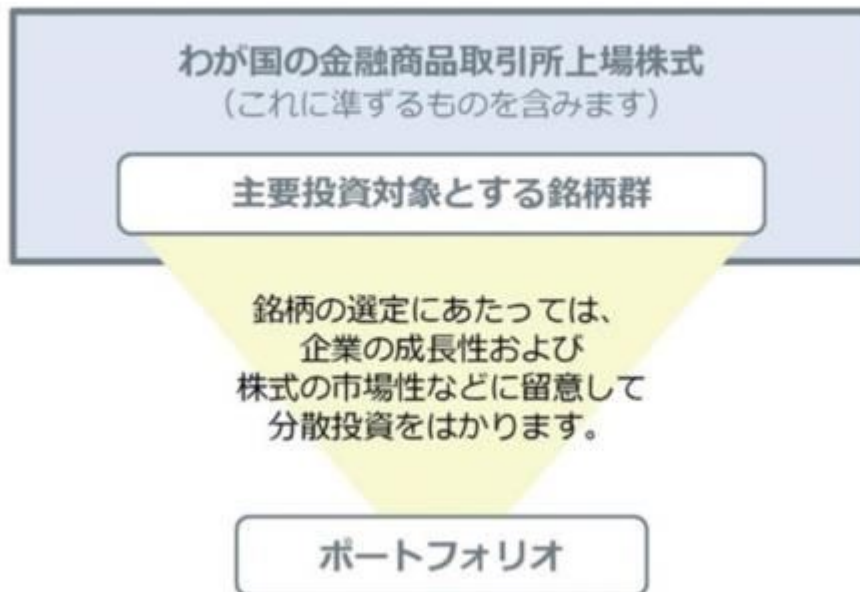 わが国の金融商品取引所上場株式
（これに準ずるものを含みます）
主要投資対象とする銘柄群
銘柄の選定にあたっては、
企業の成長性および
株式の市場性などに留意して
分散投資をはかります。
ポートフォリオ